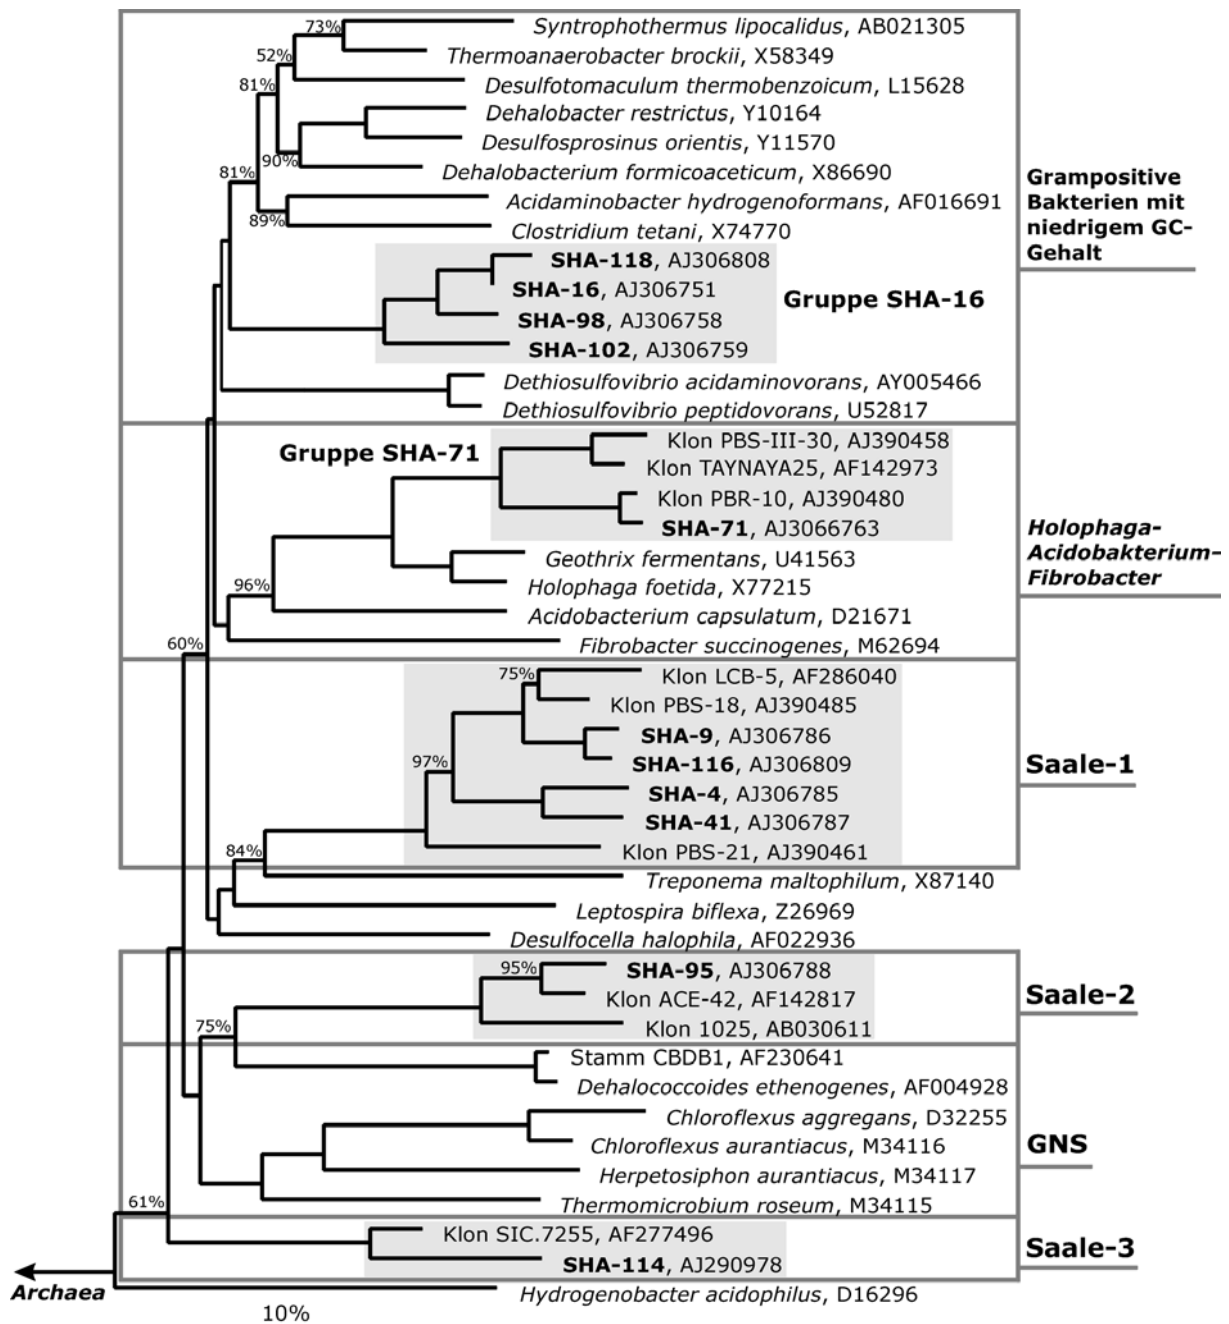 73%
Syntrophothermus lipocalidus, AB021305
52%
Thermoanaerobacter brockii, X58349
81%
Desulfotomaculum thermobenzoicum, L15628
Dehalobacter restrictus, Y10164
Desulfosprosinus orientis, Y11570
90%
Dehalobacterium formicoaceticum, X86690
81%
Acidaminobacter hydrogenoformans, AF016691
89%
Clostridium tetani, X74770
Grampositive
Bakterien mit
niedrigem GC-
Gehalt
SHA-118, AJ306808
SHA-16, AJ306751
Gruppe SHA-16
SHA-98, AJ306758
SHA-102, AJ306759
Dethiosulfovibrio acidaminovorans, AY005466
Dethiosulfovibrio peptidovorans, U52817
Klon PBS-III-30, AJ390458
Gruppe SHA-71
Klon TAYNAYA25, AF142973
Klon PBR-10, AJ390480
SHA-71, AJ3066763
Holophaga-
Acidobakterium-
Fibrobacter
Geothrix fermentans, U41563
96%
Holophaga foetida, X77215
Acidobacterium capsulatum, D21671
60%
Fibrobacter succinogenes, M62694
75%
Klon LCB-5, AF286040
Klon PBS-18, AJ390485
SHA-9, AJ306786
97%
SHA-116, AJ306809
Saale-1
SHA-4, AJ306785
SHA-41, AJ306787
84%
Klon PBS-21, AJ390461
Treponema maltophilum, X87140
Leptospira biflexa, Z26969
Desulfocella halophila, AF022936
95%
SHA-95, AJ306788
Klon ACE-42, AF142817
Saale-2
75%
Klon 1025, AB030611
Stamm CBDB1, AF230641
Dehalococcoides ethenogenes, AF004928
Chloroflexus aggregans, D32255
Chloroflexus aurantiacus, M34116
GNS
Herpetosiphon aurantiacus, M34117
61%
Thermomicrobium roseum, M34115
Klon SIC.7255, AF277496
Saale-3
SHA-114, AJ290978
Archaea
Hydrogenobacter acidophilus, D16296
10%